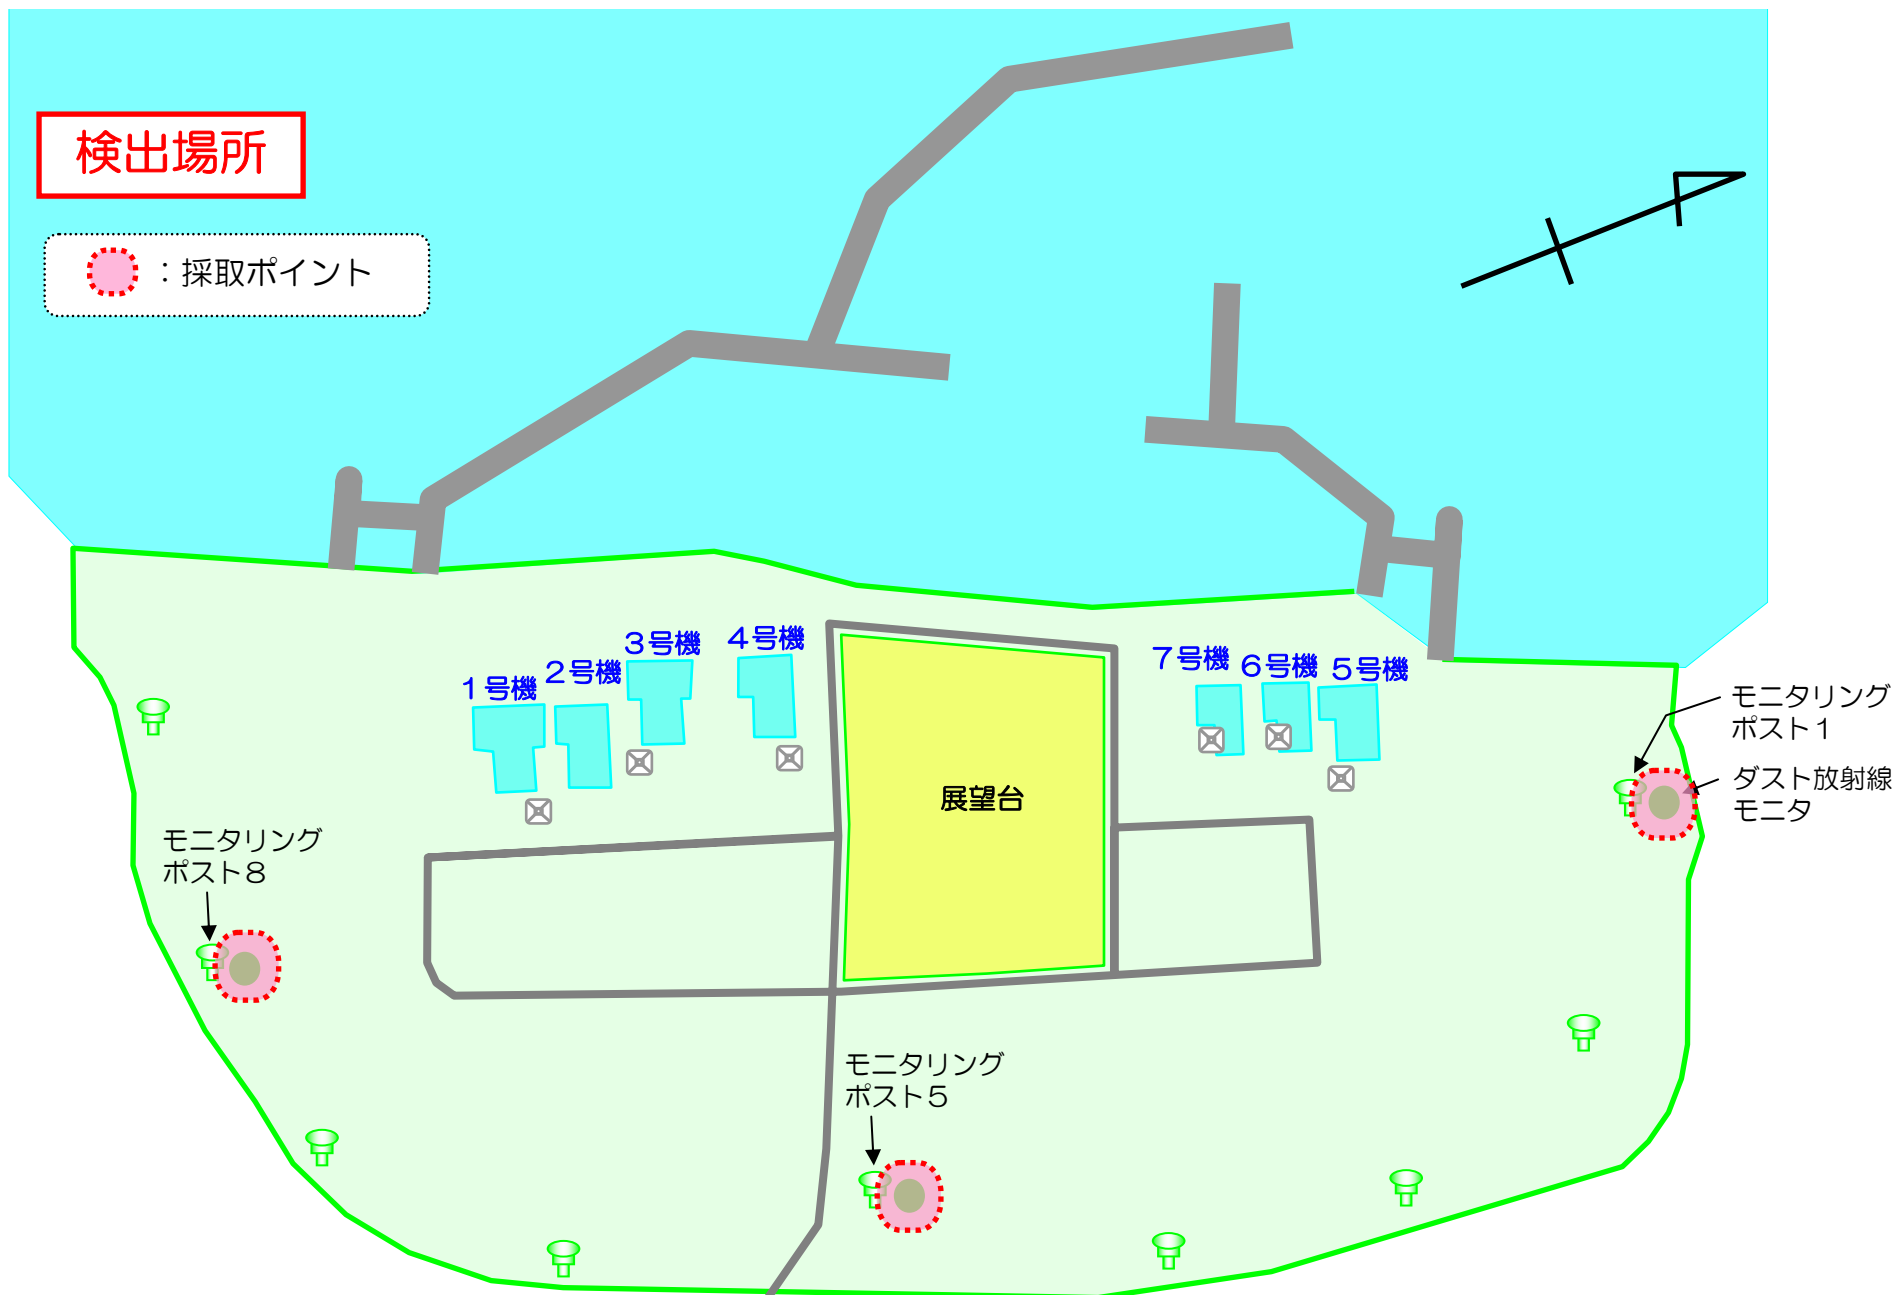 検出場所
：採取ポイント
１号機
２号機
３号機
４号機
７号機
６号機
５号機
展望台
モニタリング
ポスト１
ダスト放射線
モニタ
モニタリング
ポスト８
モニタリング
ポスト５